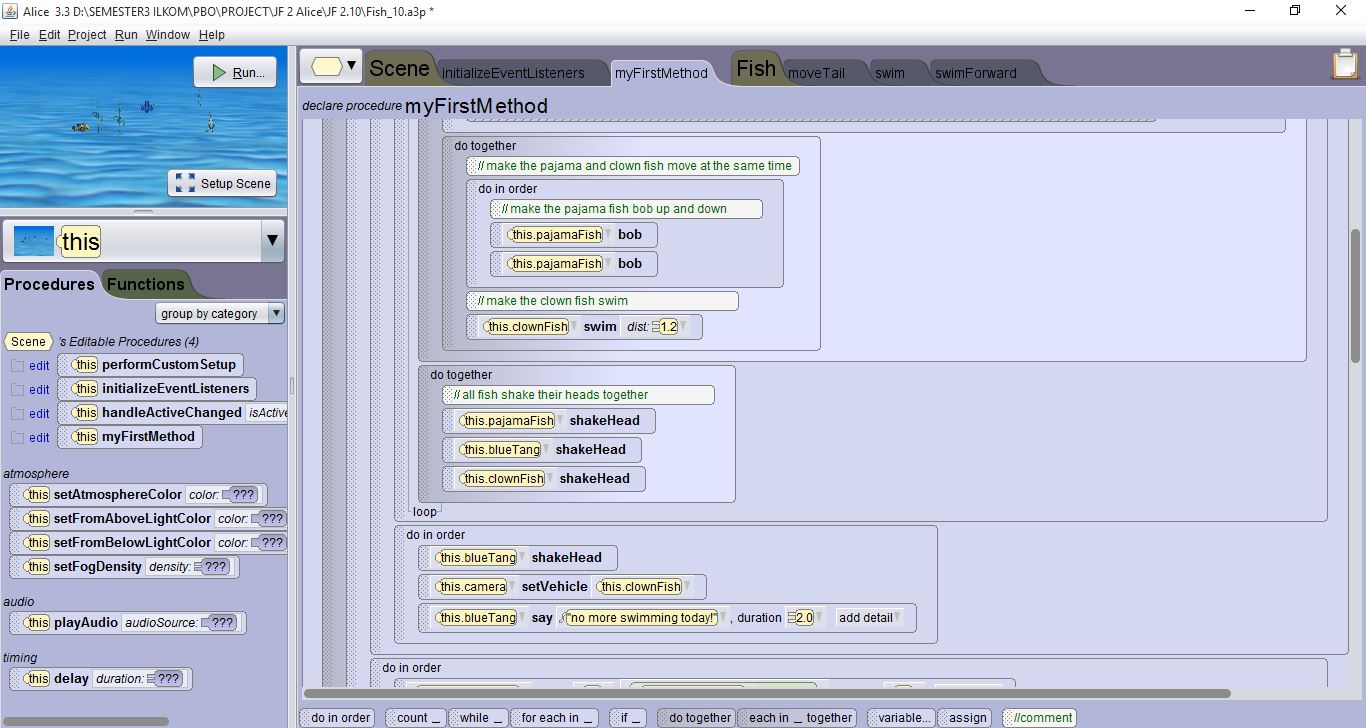 Alice 3.3 D:\SEMESTER3 ILKOM\PBO\PROJECT\JF 2 Alice\JF 2.10\Fish_10.a3p *
File Edit Project Run Window Help
Run...
Setup Scene
this
Procedures Functions
group by category
Scene 's Editable Procedures (4)
edit this performCustomSetup
edit this initializeEventListeners
edit this handleActiveChanged isActive
edit this myFirstMethod
atmosphere
this setAtmosphereColor color: ???
this setFromAboveLightColor color: ???
this setFromBelowLightColor color: ???
this setFogDensity density: ???
audio
this playAudio audioSource: ???
timing
this delay duration: ???
Scene initializeEventListeners myFirstMethod Fish moveTail swim swimForward
declare procedure myFirstMethod
do together
// make the pajama and clown fish move at the same time
do in order
// make the pajama fish bob up and down
this.pajamaFish bob
this.pajamaFish bob
// make the clown fish swim
this.clownFish swim dist: 1.2
do together
// all fish shake their heads together
this.pajamaFish shakeHead
this.blueTang shakeHead
this.clownFish shakeHead
loop
do in order
this.blueTang shakeHead
this.camera setVehicle this.clownFish
this.blueTang say "no more swimming today!" , duration 2.0 add detail
do in order
do in order count _ while _ for each in _ if _ do together each in _ together variable... assign //comment